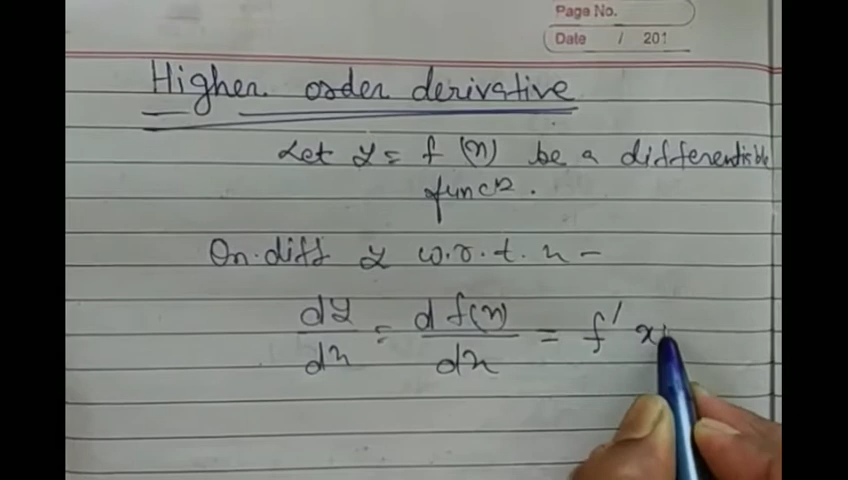 Page No.
Date / 201
Higher order derivative
Let y = f(x) be a differentiable
funcn.
On diff y w.r.t. x -
dy/dx = d f(x)/dx = f' x